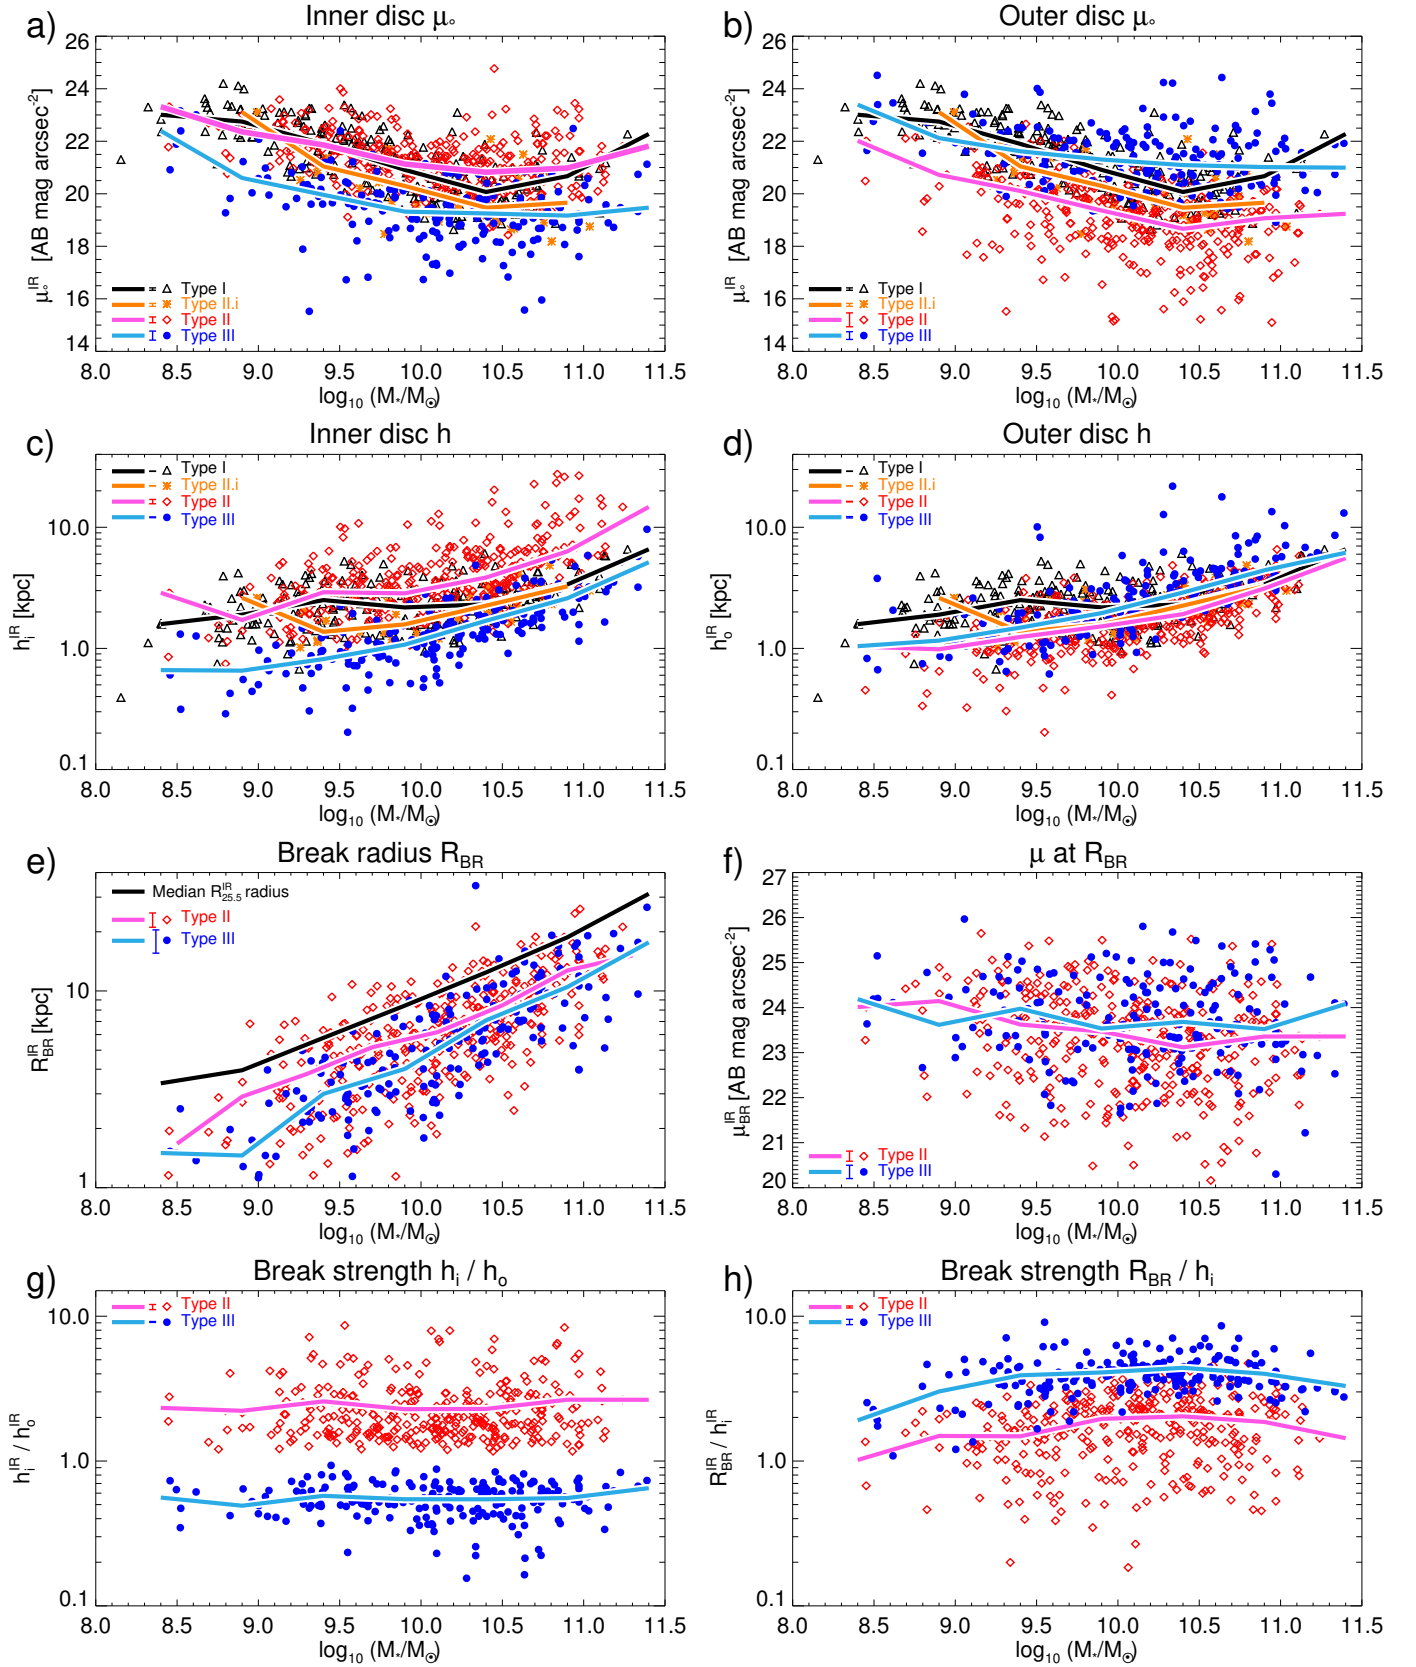 a) Inner disc μ∘
26
24
22
20
18
16
14
μ∘^IR [AB mag arcsec^-2]
Type I
Type II.i
Type II
Type III
8.0 8.5 9.0 9.5 10.0 10.5 11.0 11.5
log10 (M*/M⊙)
b) Outer disc μ∘
26
24
22
20
18
16
14
μ∘^IR [AB mag arcsec^-2]
Type I
Type II.i
Type II
Type III
8.0 8.5 9.0 9.5 10.0 10.5 11.0 11.5
log10 (M*/M⊙)
c) Inner disc h
10.0
1.0
0.1
h_i^IR [kpc]
Type I
Type II.i
Type II
Type III
8.0 8.5 9.0 9.5 10.0 10.5 11.0 11.5
log10 (M*/M⊙)
d) Outer disc h
10.0
1.0
0.1
h_o^IR [kpc]
Type I
Type II.i
Type II
Type III
8.0 8.5 9.0 9.5 10.0 10.5 11.0 11.5
log10 (M*/M⊙)
e) Break radius R_BR
10
1
R_BR^IR [kpc]
Median R_25.5^IR radius
Type II
Type III
8.0 8.5 9.0 9.5 10.0 10.5 11.0 11.5
log10 (M*/M⊙)
f) μ at R_BR
27
26
25
24
23
22
21
20
μ_BR^IR [AB mag arcsec^-2]
Type II
Type III
8.0 8.5 9.0 9.5 10.0 10.5 11.0 11.5
log10 (M*/M⊙)
g) Break strength h_i / h_o
10.0
1.0
0.1
h_i^IR / h_o^IR
Type II
Type III
8.0 8.5 9.0 9.5 10.0 10.5 11.0 11.5
log10 (M*/M⊙)
h) Break strength R_BR / h_i
10.0
1.0
0.1
R_BR^IR / h_i^IR
Type II
Type III
8.0 8.5 9.0 9.5 10.0 10.5 11.0 11.5
log10 (M*/M⊙)